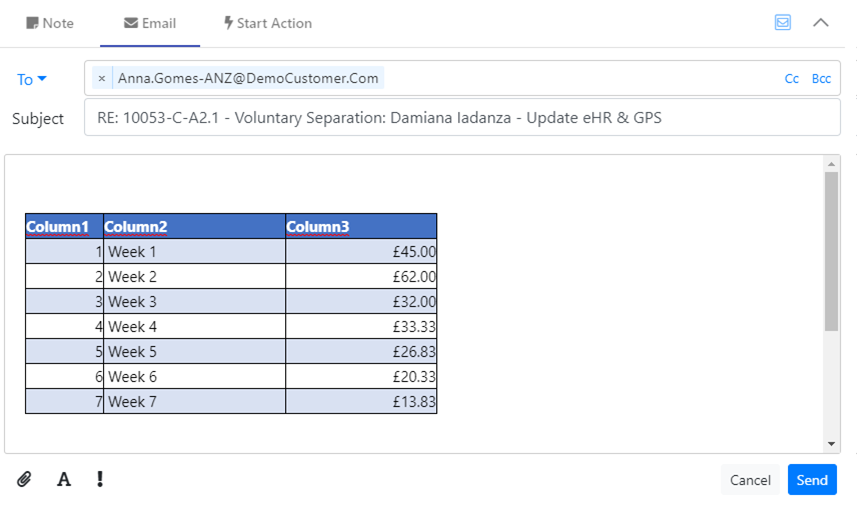 Note Email Start Action
To × Anna.Gomes-ANZ@DemoCustomer.Com Cc Bcc
Subject RE: 10053-C-A2.1 - Voluntary Separation: Damiana Iadanza - Update eHR & GPS
Column1 Column2 Column3
1 Week 1 £45.00
2 Week 2 £62.00
3 Week 3 £32.00
4 Week 4 £33.33
5 Week 5 £26.83
6 Week 6 £20.33
7 Week 7 £13.83
A ! Cancel Send